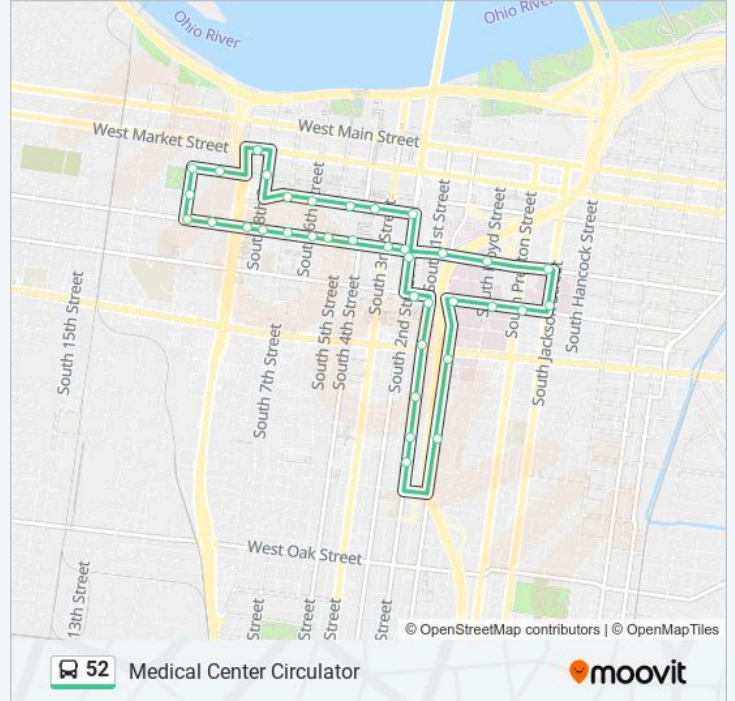 Ohio River
Ohio River
West Main Street
West Market Street
South 8th
South 6th Street
South 3rd Street
South 1st Street
South Floyd Street
South Preston Street
South Hancock Street
South 15th Street
South 7th Street
South 5th Street
South 4th Street
South 2nd Str
South Jackson
West Oak Street
13th Street
Street
Street
Street
Street
© OpenStreetMap contributors | © OpenMapTiles
52 Medical Center Circulator
moovit